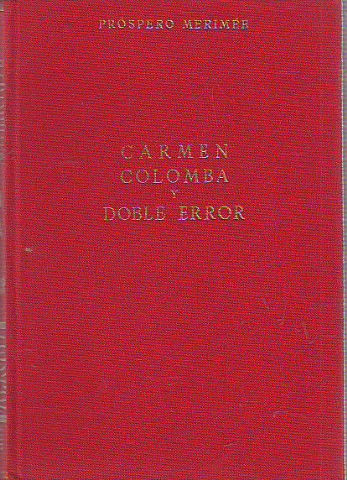 PROSPERO MERIMÉE
CARMEN
COLOMBA
Y
DOBLE ERROR